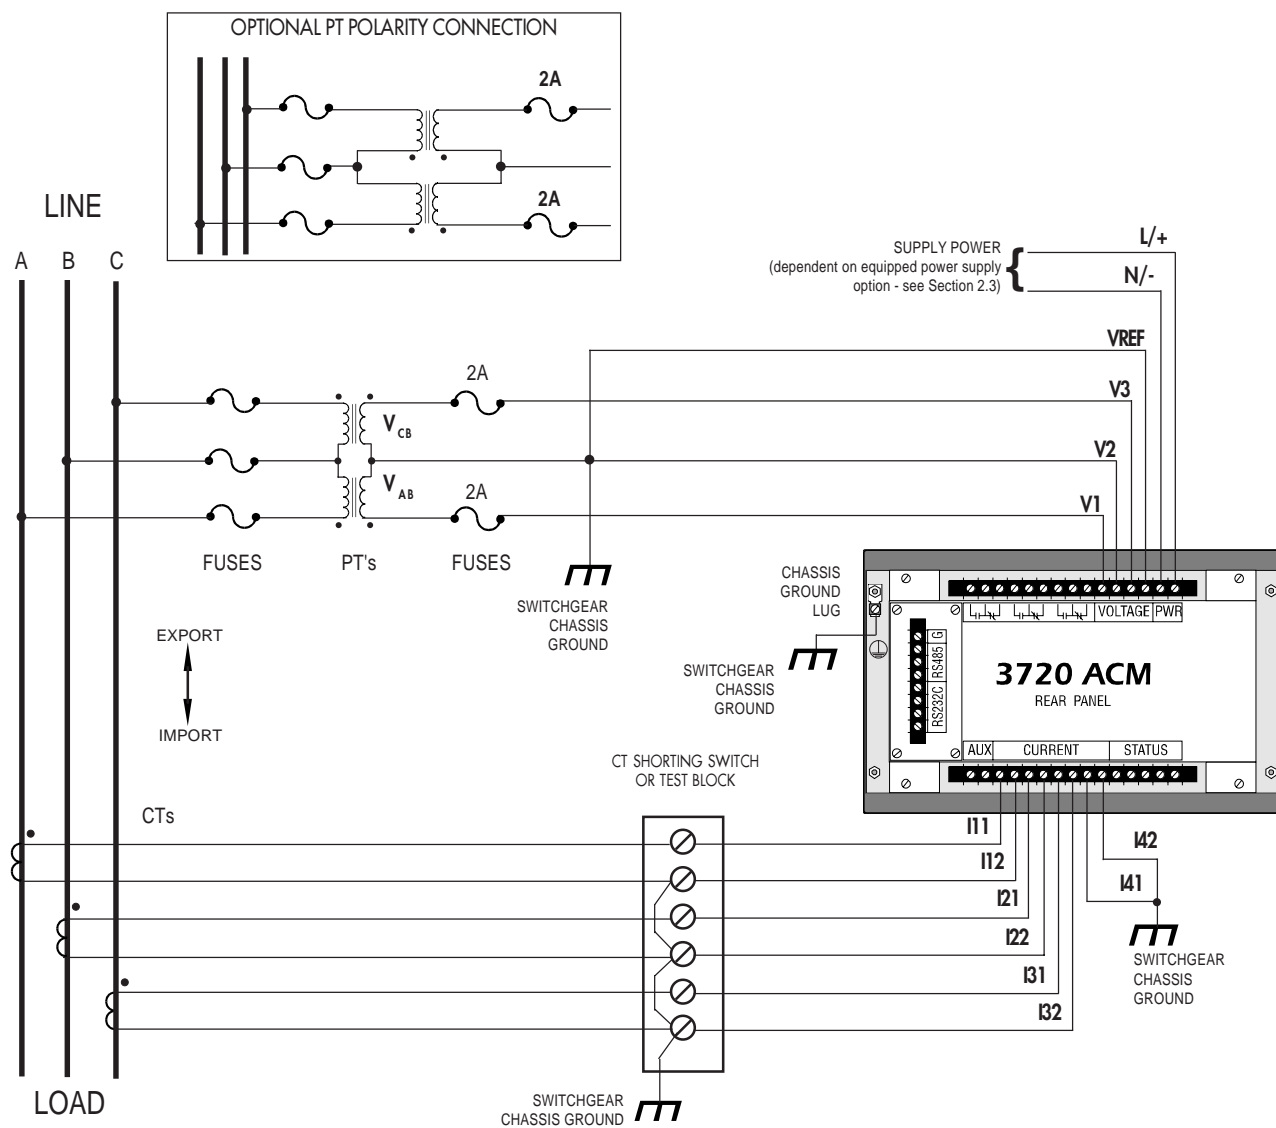 OPTIONAL PT POLARITY CONNECTION
2A
2A
LINE
A B C
SUPPLY POWER
(dependent on equipped power supply
option - see Section 2.3)
{
L/+
N/-
VREF
V3
V2
V1
2A
V CB
V AB
2A
FUSES
PT's
FUSES
SWITCHGEAR
CHASSIS
GROUND
CHASSIS
GROUND
LUG
SWITCHGEAR
CHASSIS
GROUND
EXPORT
IMPORT
VOLTAGE PWR
RS232C RS485 G
3720 ACM
REAR PANEL
AUX CURRENT STATUS
CT SHORTING SWITCH
OR TEST BLOCK
CTs
I11
I12
I21
I22
I31
I32
I42
I41
SWITCHGEAR
CHASSIS
GROUND
LOAD
SWITCHGEAR
CHASSIS GROUND